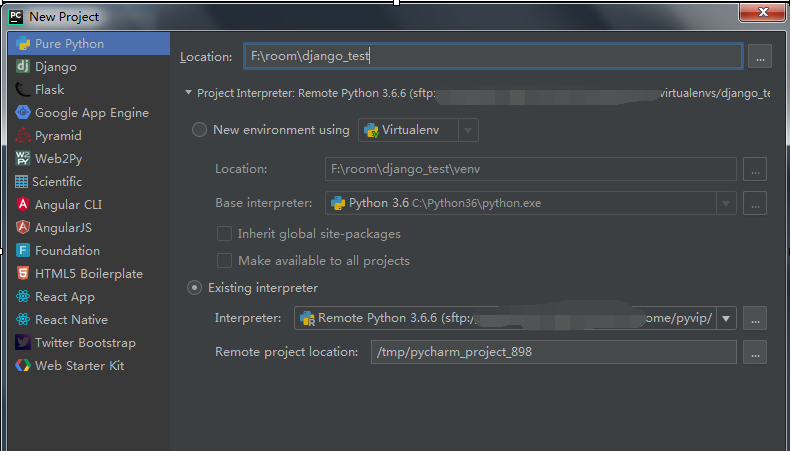 New Project
Pure Python
Django
Flask
Google App Engine
Pyramid
Web2Py
Scientific
Angular CLI
AngularJS
Foundation
HTML5 Boilerplate
React App
React Native
Twitter Bootstrap
Web Starter Kit
Location: F:\room\django_test ...
Project Interpreter: Remote Python 3.6.6 (sftp: virtualenvs/django_te
New environment using Virtualenv
Location: F:\room\django_test\venv ...
Base interpreter: Python 3.6 C:\Python36\python.exe ...
Inherit global site-packages
Make available to all projects
Existing interpreter
Interpreter: Remote Python 3.6.6 (sftp:/ ome/pyvip/ ...
Remote project location: /tmp/pycharm_project_898 ...